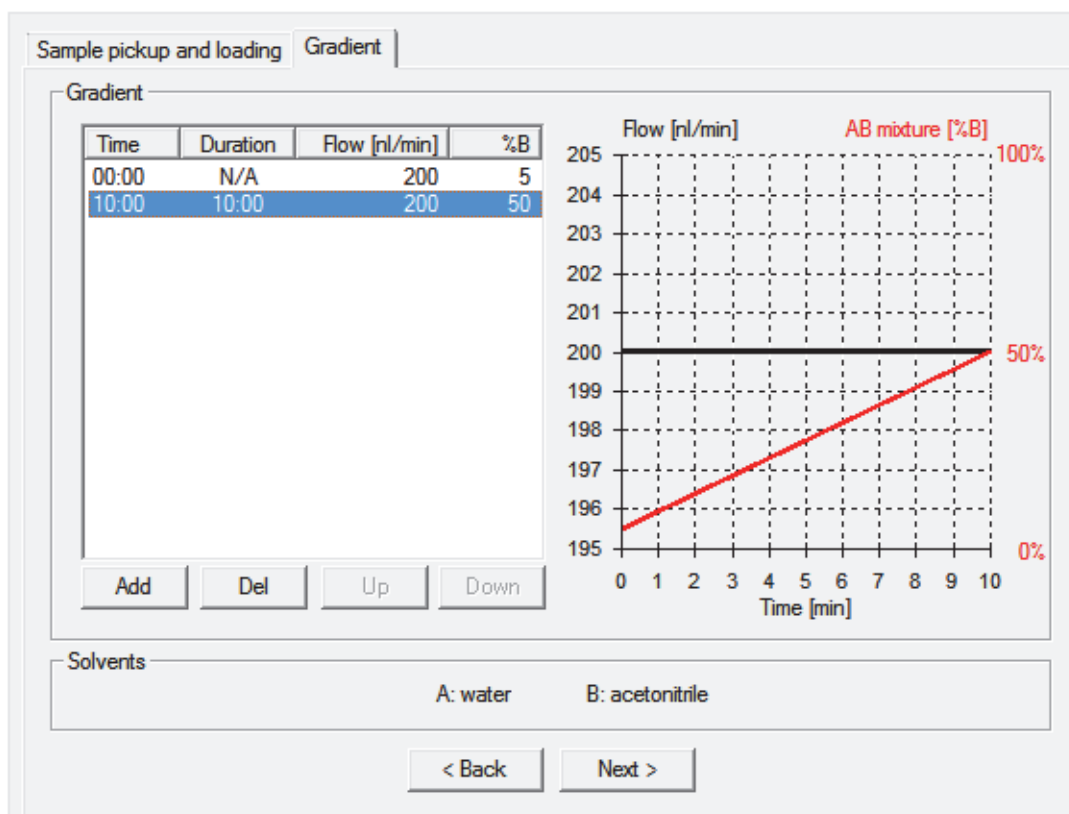 Sample pickup and loading Gradient
Gradient
Time Duration Flow [nl/min] %B
00:00 N/A 200 5
10:00 10:00 200 50
Flow [nl/min] AB mixture [%B]
205 100%
204
203
202
201
200 50%
199
198
197
196
195 0%
0 1 2 3 4 5 6 7 8 9 10
Time [min]
Add Del Up Down
Solvents
A: water B: acetonitrile
< Back Next >